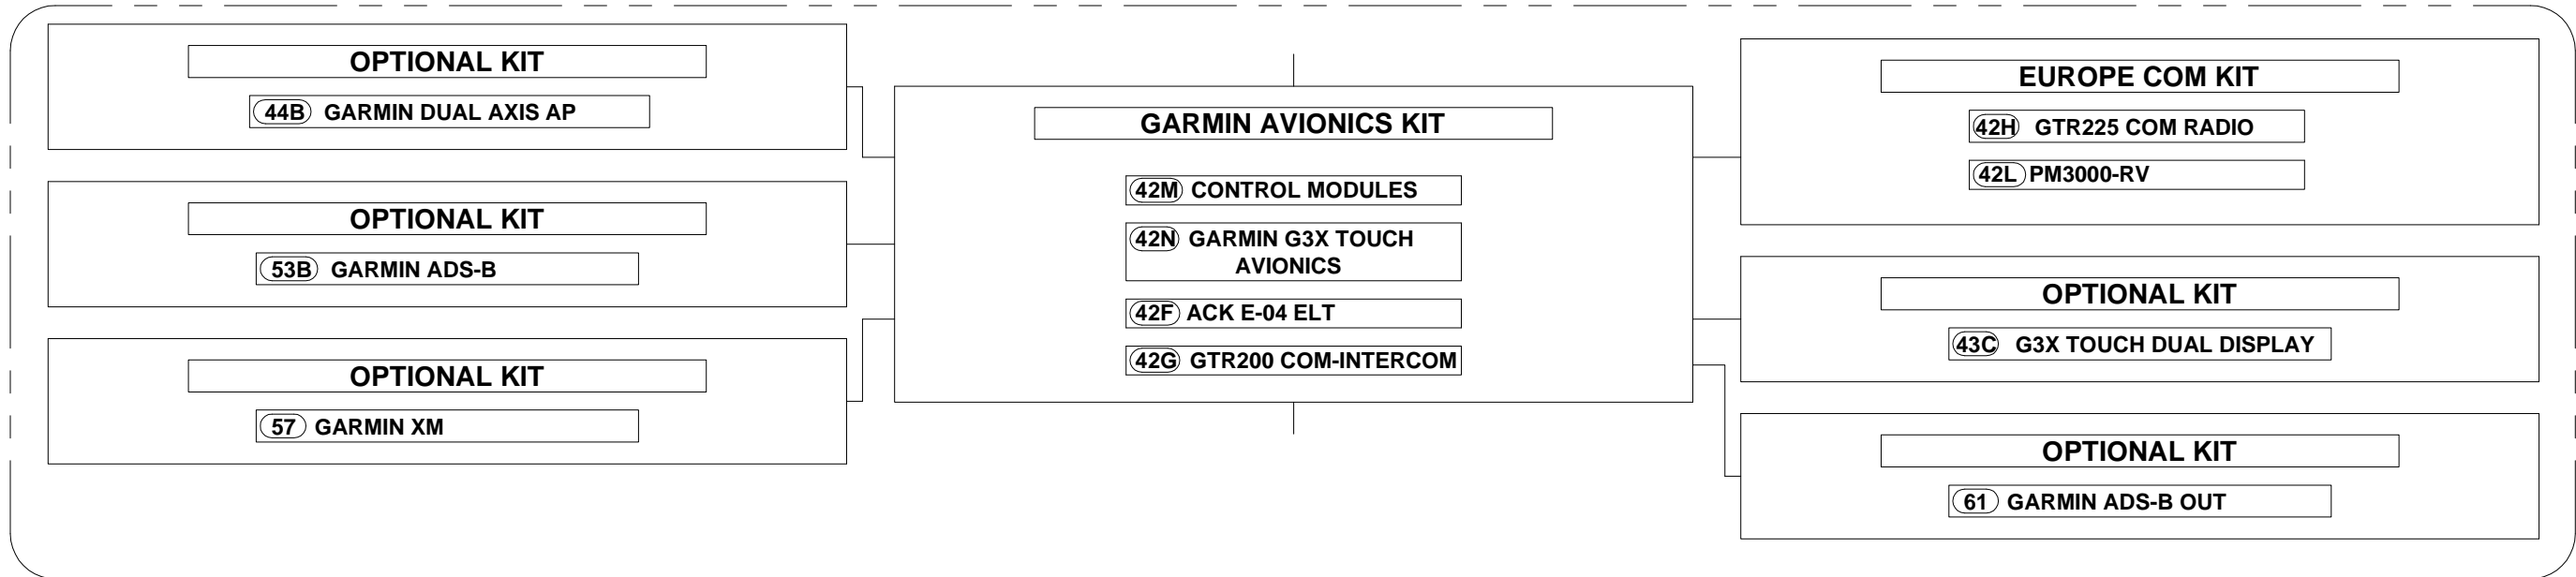 OPTIONAL KIT
44B GARMIN DUAL AXIS AP
OPTIONAL KIT
53B GARMIN ADS-B
OPTIONAL KIT
57 GARMIN XM
GARMIN AVIONICS KIT
42M CONTROL MODULES
42N GARMIN G3X TOUCH
AVIONICS
42F ACK E-04 ELT
42G GTR200 COM-INTERCOM
EUROPE COM KIT
42H GTR225 COM RADIO
42L PM3000-RV
OPTIONAL KIT
43C G3X TOUCH DUAL DISPLAY
OPTIONAL KIT
61 GARMIN ADS-B OUT